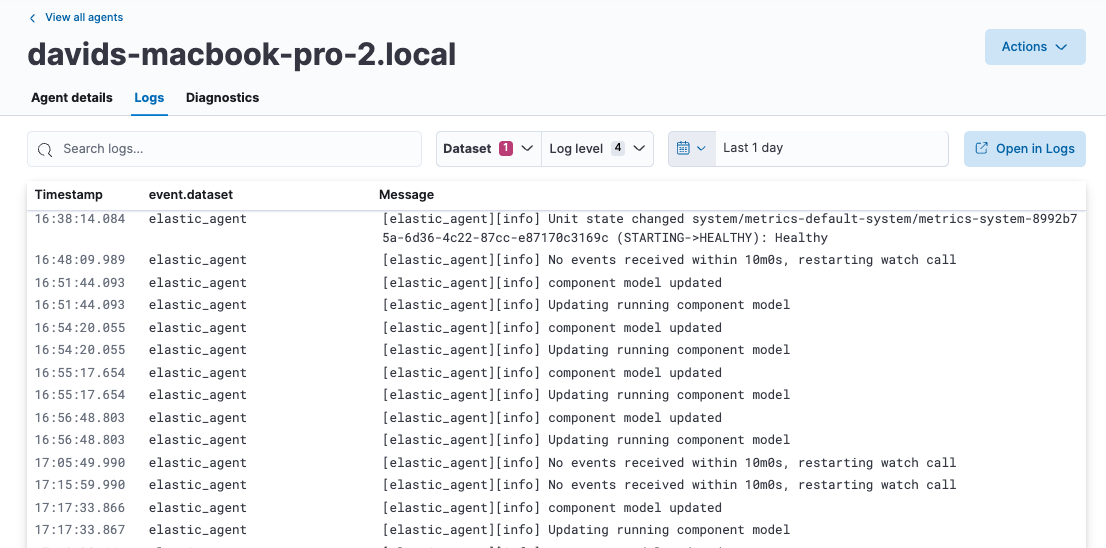 View all agents
davids-macbook-pro-2.local
Actions
Agent details Logs Diagnostics
Search logs... Dataset 1 Log level 4 Last 1 day Open in Logs
Timestamp event.dataset Message
16:38:14.084 elastic_agent [elastic_agent][info] Unit state changed system/metrics-default-system/metrics-system-8992b7
5a-6d36-4c22-87cc-e87170c3169c (STARTING->HEALTHY): Healthy
16:48:09.989 elastic_agent [elastic_agent][info] No events received within 10m0s, restarting watch call
16:51:44.093 elastic_agent [elastic_agent][info] component model updated
16:51:44.093 elastic_agent [elastic_agent][info] Updating running component model
16:54:20.055 elastic_agent [elastic_agent][info] component model updated
16:54:20.055 elastic_agent [elastic_agent][info] Updating running component model
16:55:17.654 elastic_agent [elastic_agent][info] component model updated
16:55:17.654 elastic_agent [elastic_agent][info] Updating running component model
16:56:48.803 elastic_agent [elastic_agent][info] component model updated
16:56:48.803 elastic_agent [elastic_agent][info] Updating running component model
17:05:49.990 elastic_agent [elastic_agent][info] No events received within 10m0s, restarting watch call
17:15:59.990 elastic_agent [elastic_agent][info] No events received within 10m0s, restarting watch call
17:17:33.866 elastic_agent [elastic_agent][info] component model updated
17:17:33.867 elastic_agent [elastic_agent][info] Updating running component model